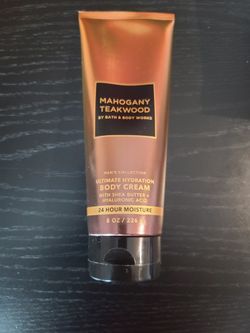 MAHOGANY
TEAKWOOD
BY BATH & BODY WORKS
MEN'S COLLECTION
ULTIMATE HYDRATION
BODY CREAM
WITH SHEA BUTTER +
HYALURONIC ACID
24 HOUR MOISTURE
8 OZ / 226